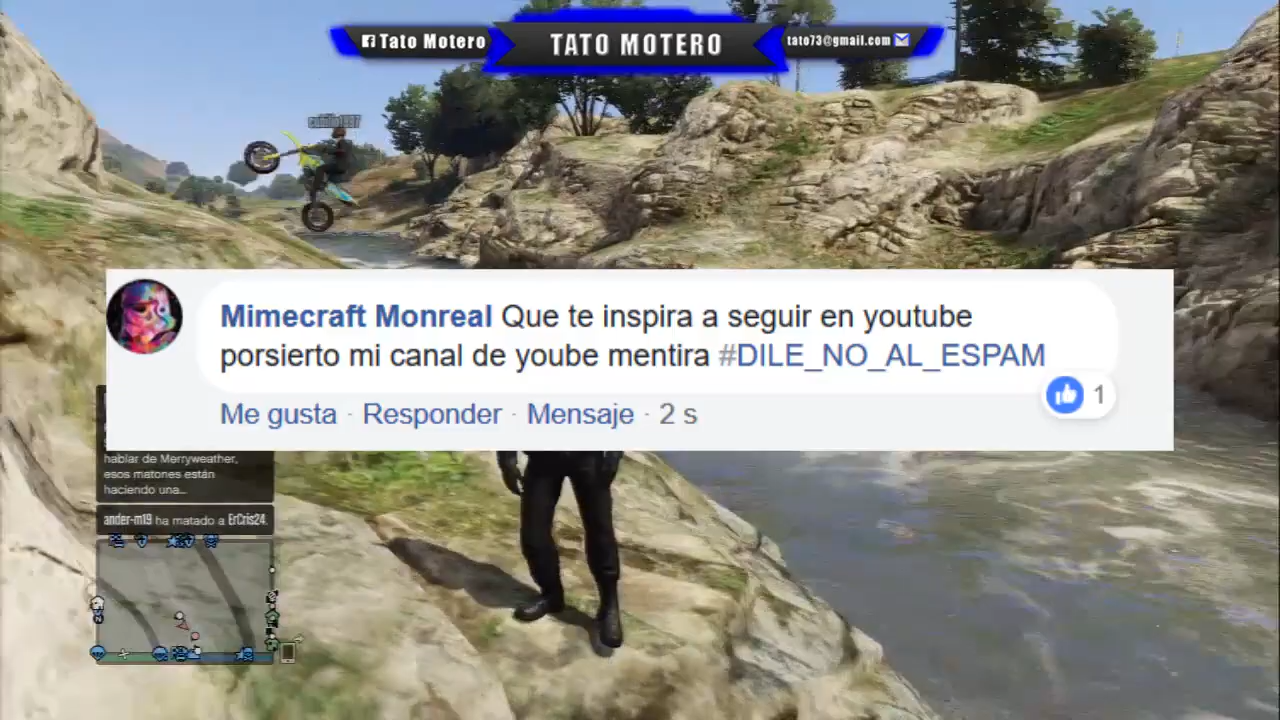 Tato Motero
TATO MOTERO
tato73@gmail.com
Mimecraft Monreal Que te inspira a seguir en youtube
porsierto mi canal de yoube mentira #DILE_NO_AL_ESPAM
1
Me gusta · Responder · Mensaje · 2 s
hablar de Merryweather,
esos matones están
haciendo una...
ander-m19 ha matado a ErCris24.